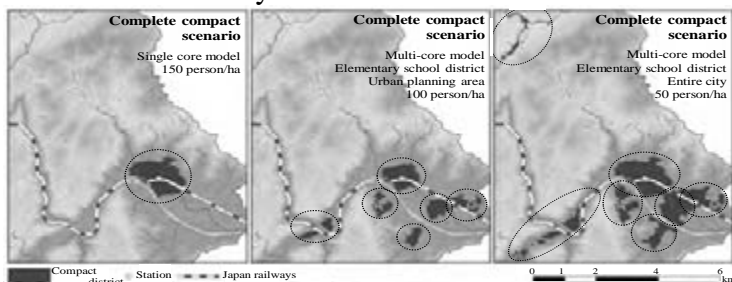 Complete compact
scenario
Single core model
150 person/ha
Complete compact
scenario
Multi-core model
Elementary school district
Urban planning area
100 person/ha
Complete compact
scenario
Multi-core model
Elementary school district
Entire city
50 person/ha
Compact
district
Station
Japan railways
0 1 2 4 6
km